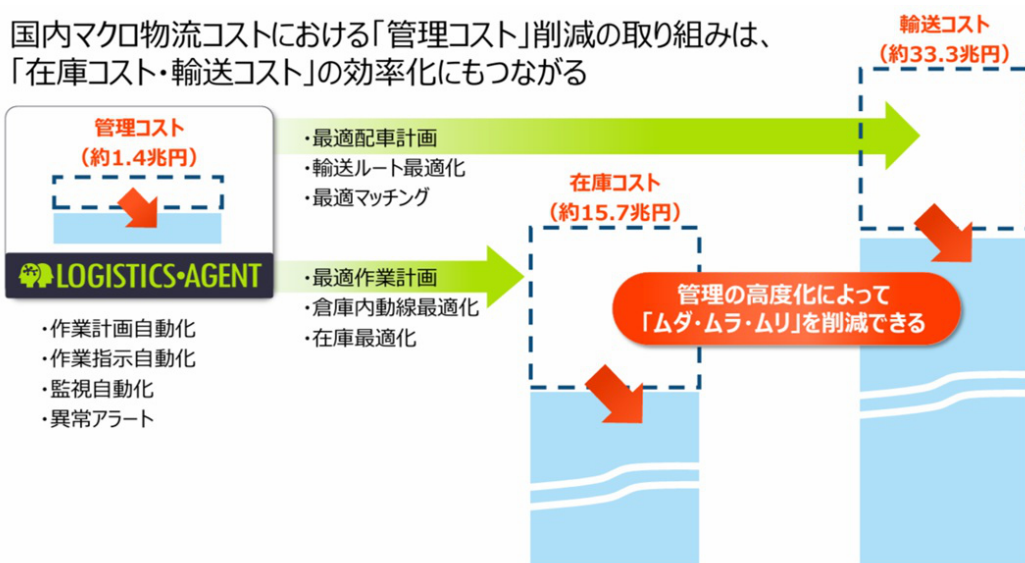 国内マクロ物流コストにおける「管理コスト」削減の取り組みは、
「在庫コスト・輸送コスト」の効率化にもつながる
輸送コスト
（約33.3兆円）
管理コスト
（約1.4兆円）
LOGISTICS•AGENT
・作業計画自動化
・作業指示自動化
・監視自動化
・異常アラート
・最適配車計画
・輸送ルート最適化
・最適マッチング
・最適作業計画
・倉庫内動線最適化
・在庫最適化
在庫コスト
（約15.7兆円）
管理の高度化によって
「ムダ・ムラ・ムリ」を削減できる